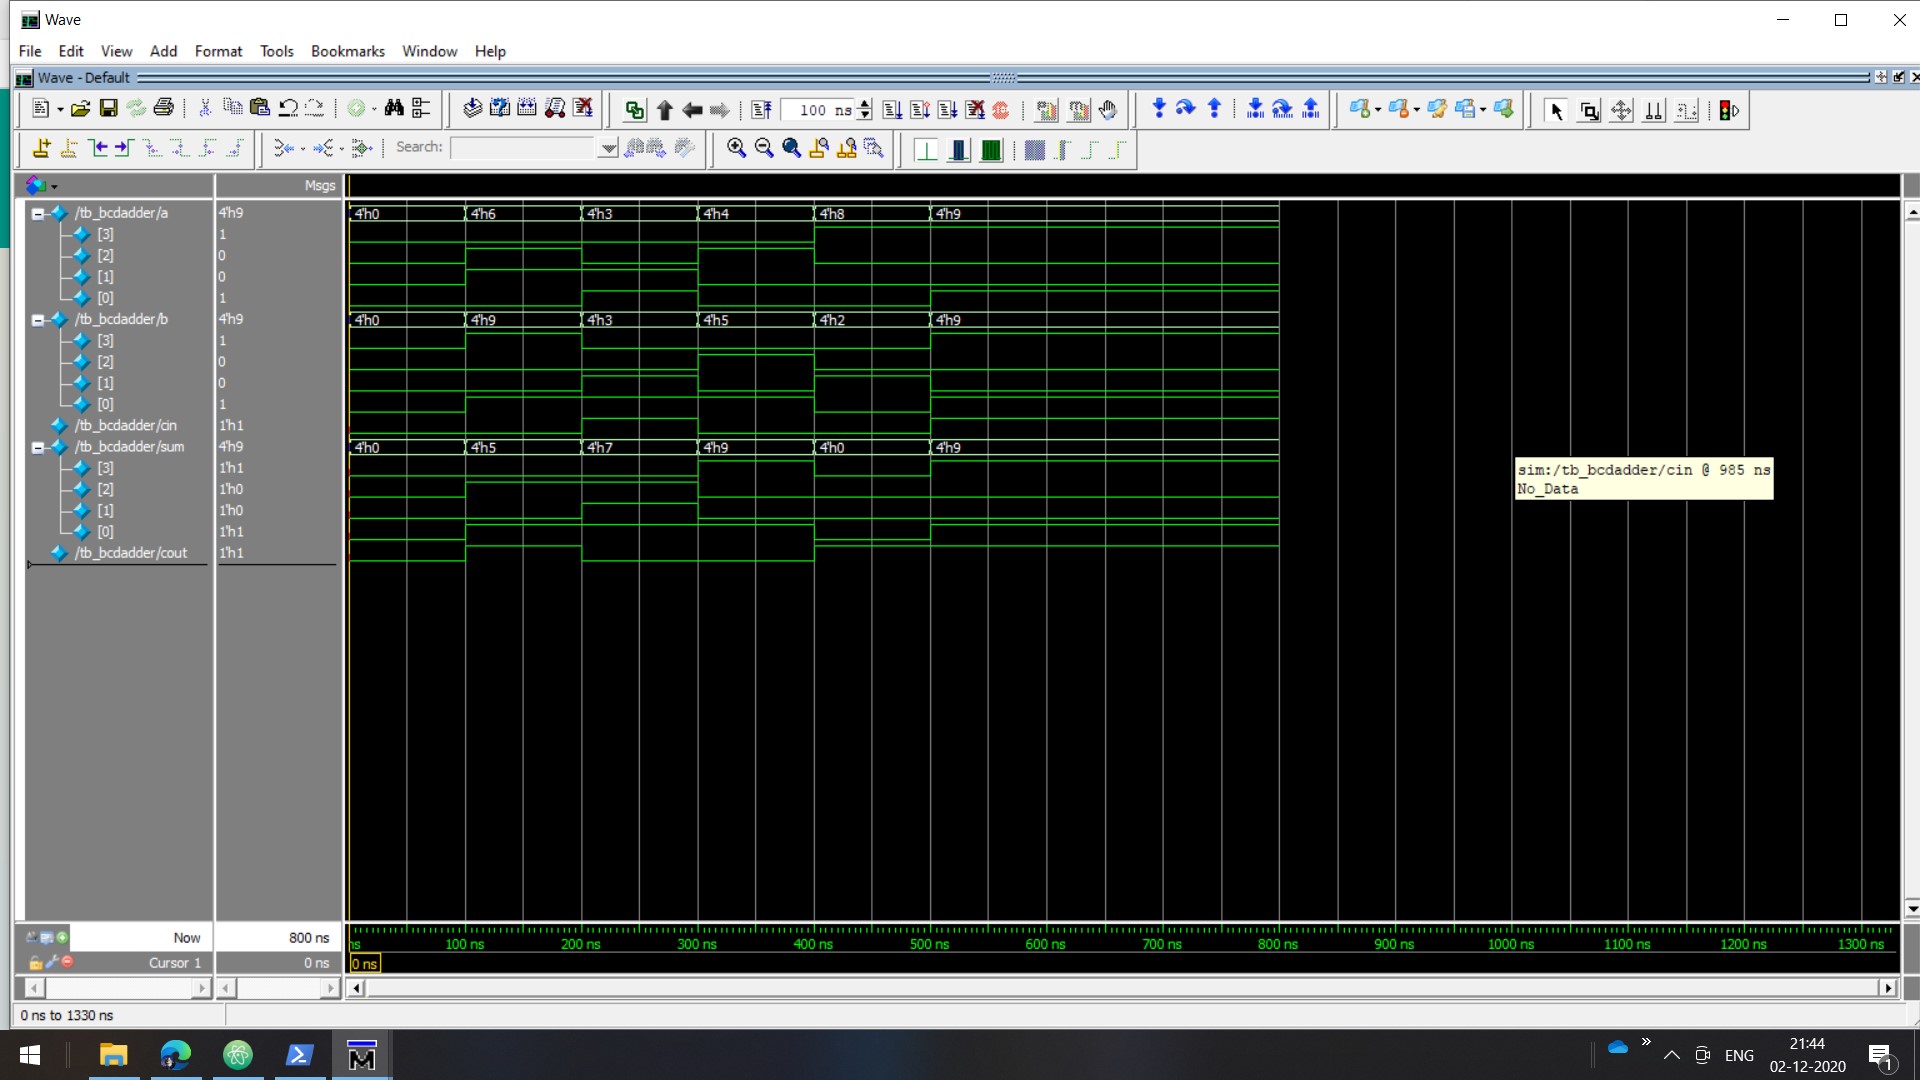 Wave
File Edit View Add Format Tools Bookmarks Window Help
Wave - Default
100 ns
Search:
Msgs
/tb_bcdadder/a 4'h9 4'h0 4'h6 4'h3 4'h4 4'h8 4'h9
[3] 1
[2] 0
[1] 0
[0] 1
/tb_bcdadder/b 4'h9 4'h0 4'h9 4'h3 4'h5 4'h2 4'h9
[3] 1
[2] 0
[1] 0
[0] 1
/tb_bcdadder/cin 1'h1
/tb_bcdadder/sum 4'h9 4'h0 4'h5 4'h7 4'h9 4'h0 4'h9
[3] 1'h1
[2] 1'h0
[1] 1'h0
[0] 1'h1
/tb_bcdadder/cout 1'h1
sim:/tb_bcdadder/cin @ 985 ns
No_Data
Now 800 ns ns 100 ns 200 ns 300 ns 400 ns 500 ns 600 ns 700 ns 800 ns 900 ns 1000 ns 1100 ns 1200 ns 1300 ns
Cursor 1 0 ns 0 ns
0 ns to 1330 ns
ENG
21:44
02-12-2020
1